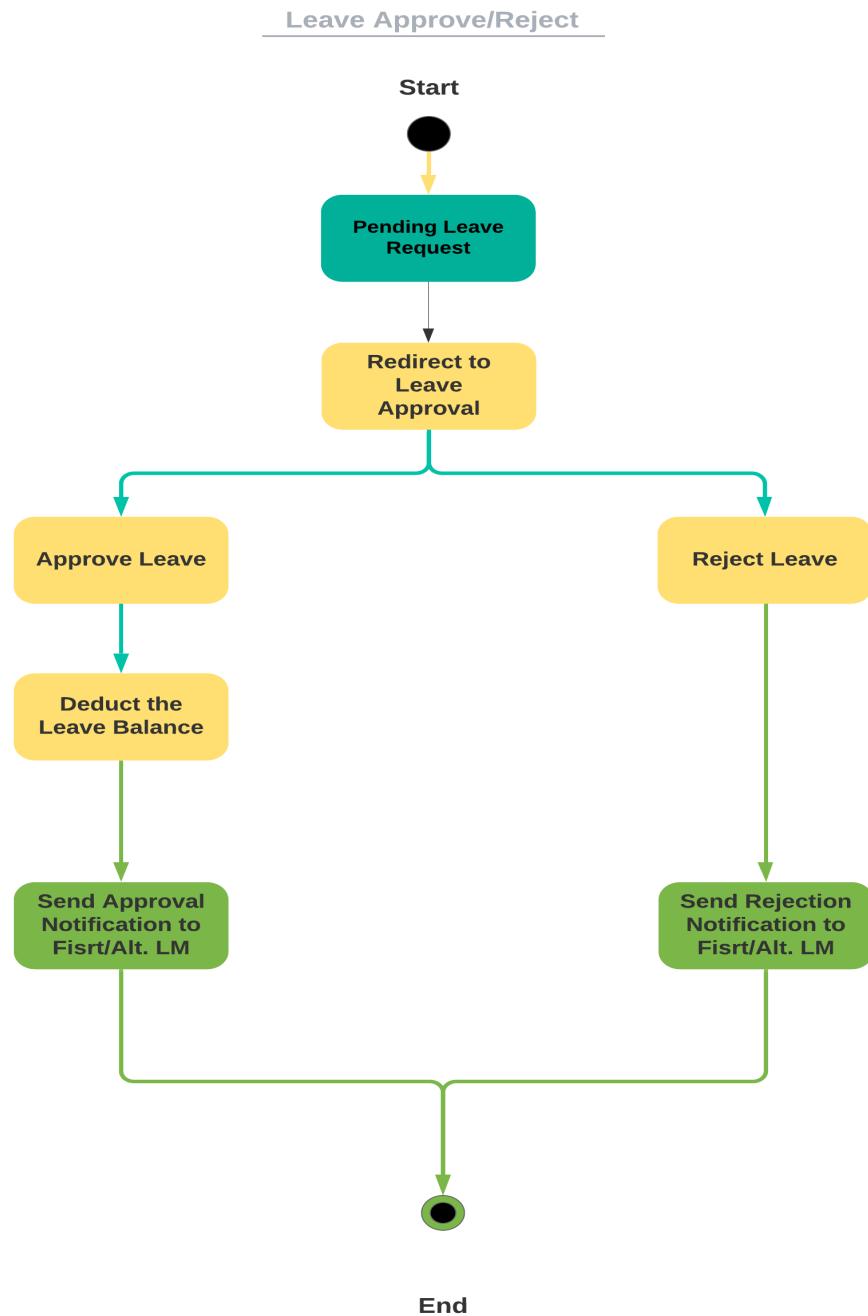 Leave Approve/Reject
Start
Pending Leave
Request
Redirect to
Leave
Approval
Approve Leave
Reject Leave
Deduct the
Leave Balance
Send Approval
Notification to
Fisrt/Alt. LM
Send Rejection
Notification to
Fisrt/Alt. LM
End